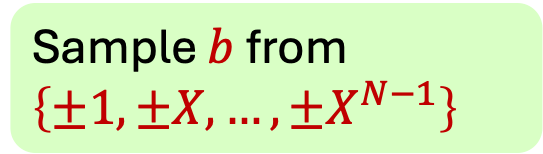 Sample b from
{±1, ±X, …, ±X^{N−1}}